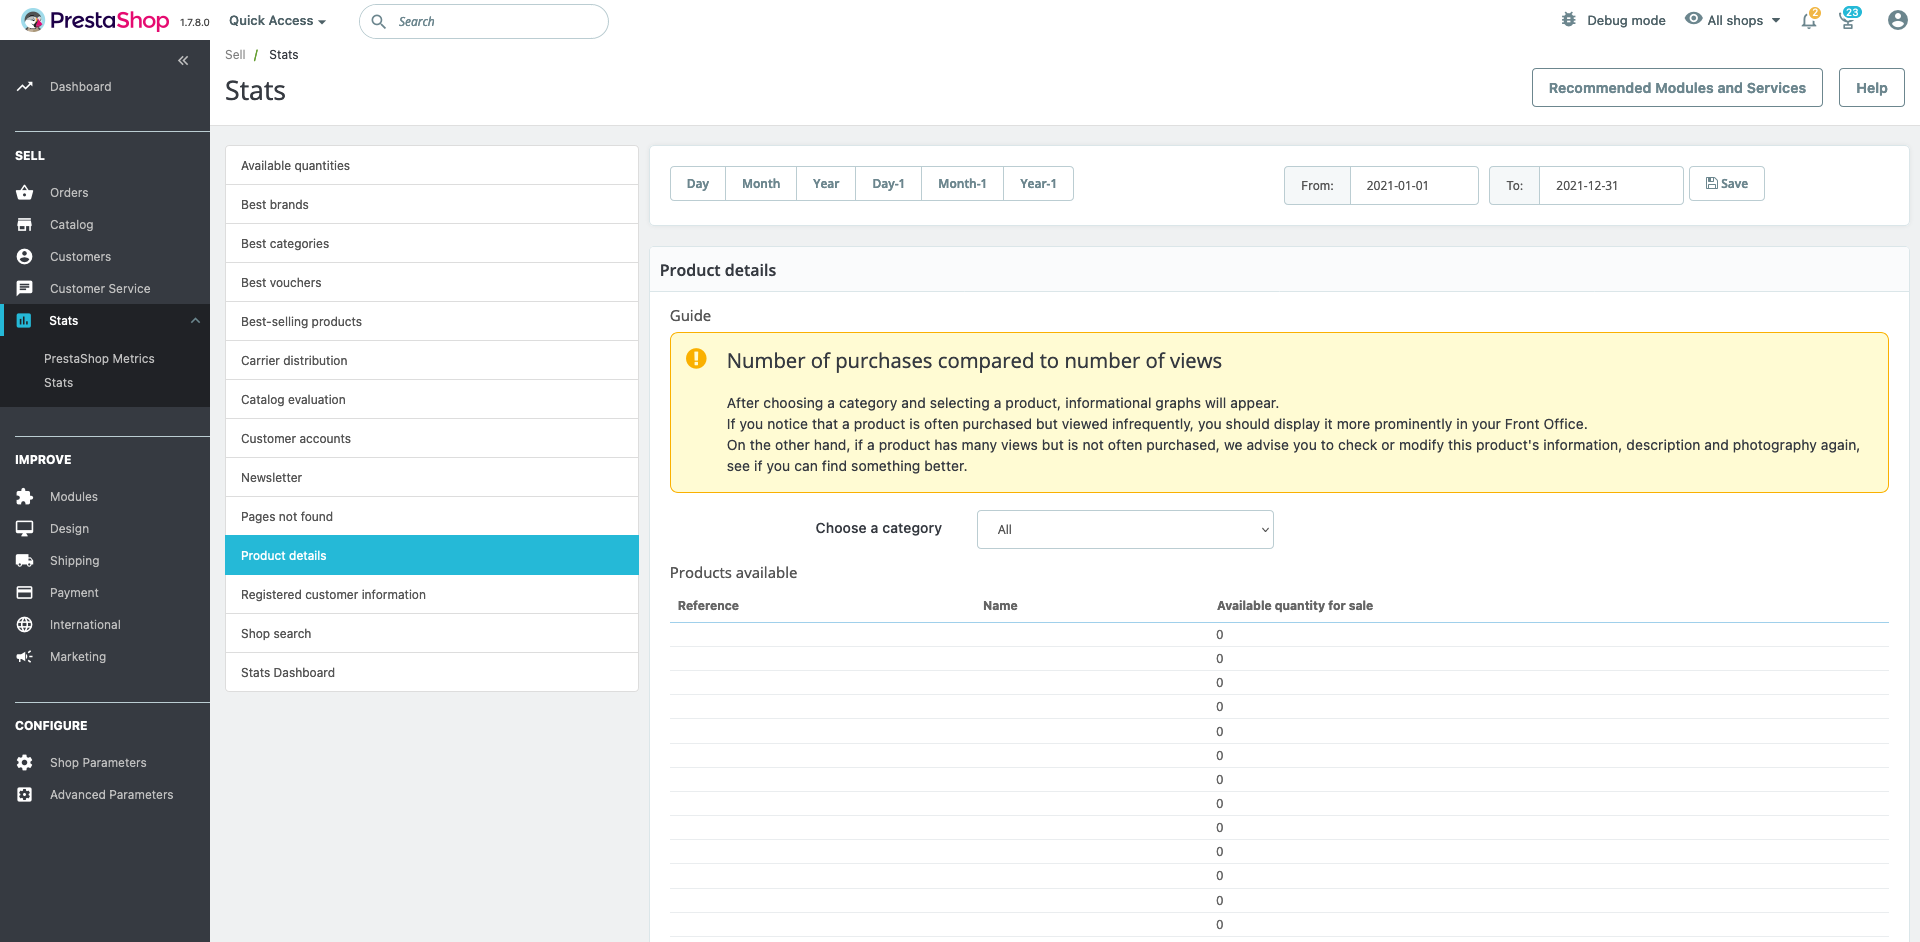 PrestaShop 1.7.8.0
Quick Access
Search
Debug mode
All shops
2
23
Sell / Stats
Stats
Recommended Modules and Services
Help
Dashboard
SELL
Orders
Catalog
Customers
Customer Service
Stats
PrestaShop Metrics
Stats
IMPROVE
Modules
Design
Shipping
Payment
International
Marketing
CONFIGURE
Shop Parameters
Advanced Parameters
Available quantities
Best brands
Best categories
Best vouchers
Best-selling products
Carrier distribution
Catalog evaluation
Customer accounts
Newsletter
Pages not found
Product details
Registered customer information
Shop search
Stats Dashboard
Day Month Year Day-1 Month-1 Year-1
From: 2021-01-01 To: 2021-12-31 Save
Product details
Guide
Number of purchases compared to number of views
After choosing a category and selecting a product, informational graphs will appear.
If you notice that a product is often purchased but viewed infrequently, you should display it more prominently in your Front Office.
On the other hand, if a product has many views but is not often purchased, we advise you to check or modify this product's information, description and photography again,
see if you can find something better.
Choose a category All
Products available
Reference Name Available quantity for sale
0
0
0
0
0
0
0
0
0
0
0
0
0